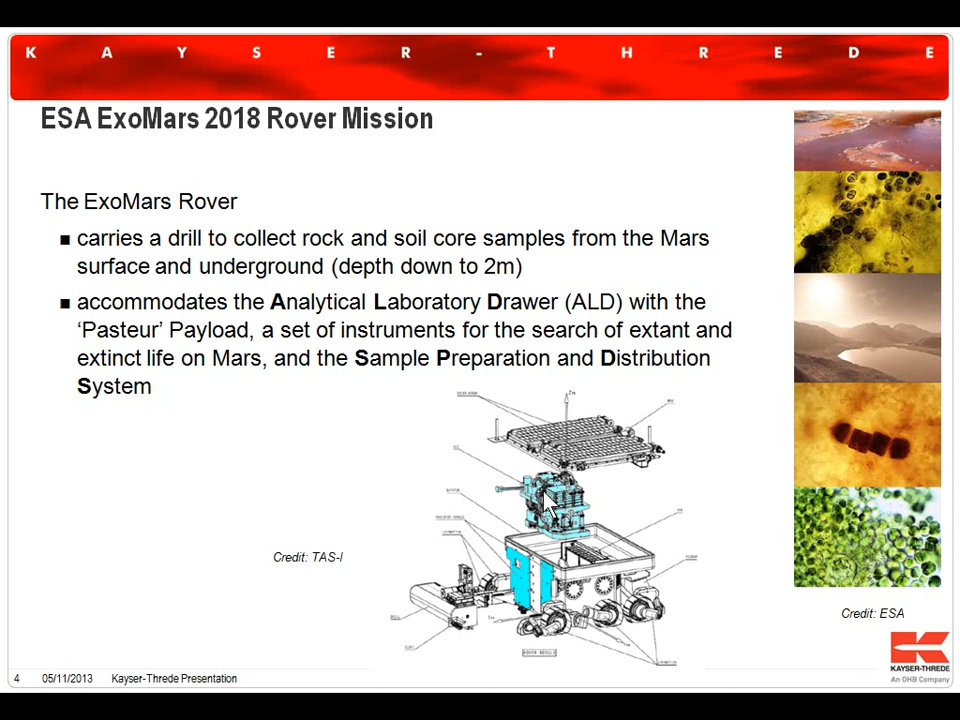 K A Y S E R - T H R E D E
ESA ExoMars 2018 Rover Mission
The ExoMars Rover
carries a drill to collect rock and soil core samples from the Mars
surface and underground (depth down to 2m)
accommodates the Analytical Laboratory Drawer (ALD) with the
‘Pasteur’ Payload, a set of instruments for the search of extant and
extinct life on Mars, and the Sample Preparation and Distribution
System
Credit: TAS-I
ROVER MODULE
Credit: ESA
KAYSER-THREDE
An OHB Company
4 05/11/2013 Kayser-Threde Presentation